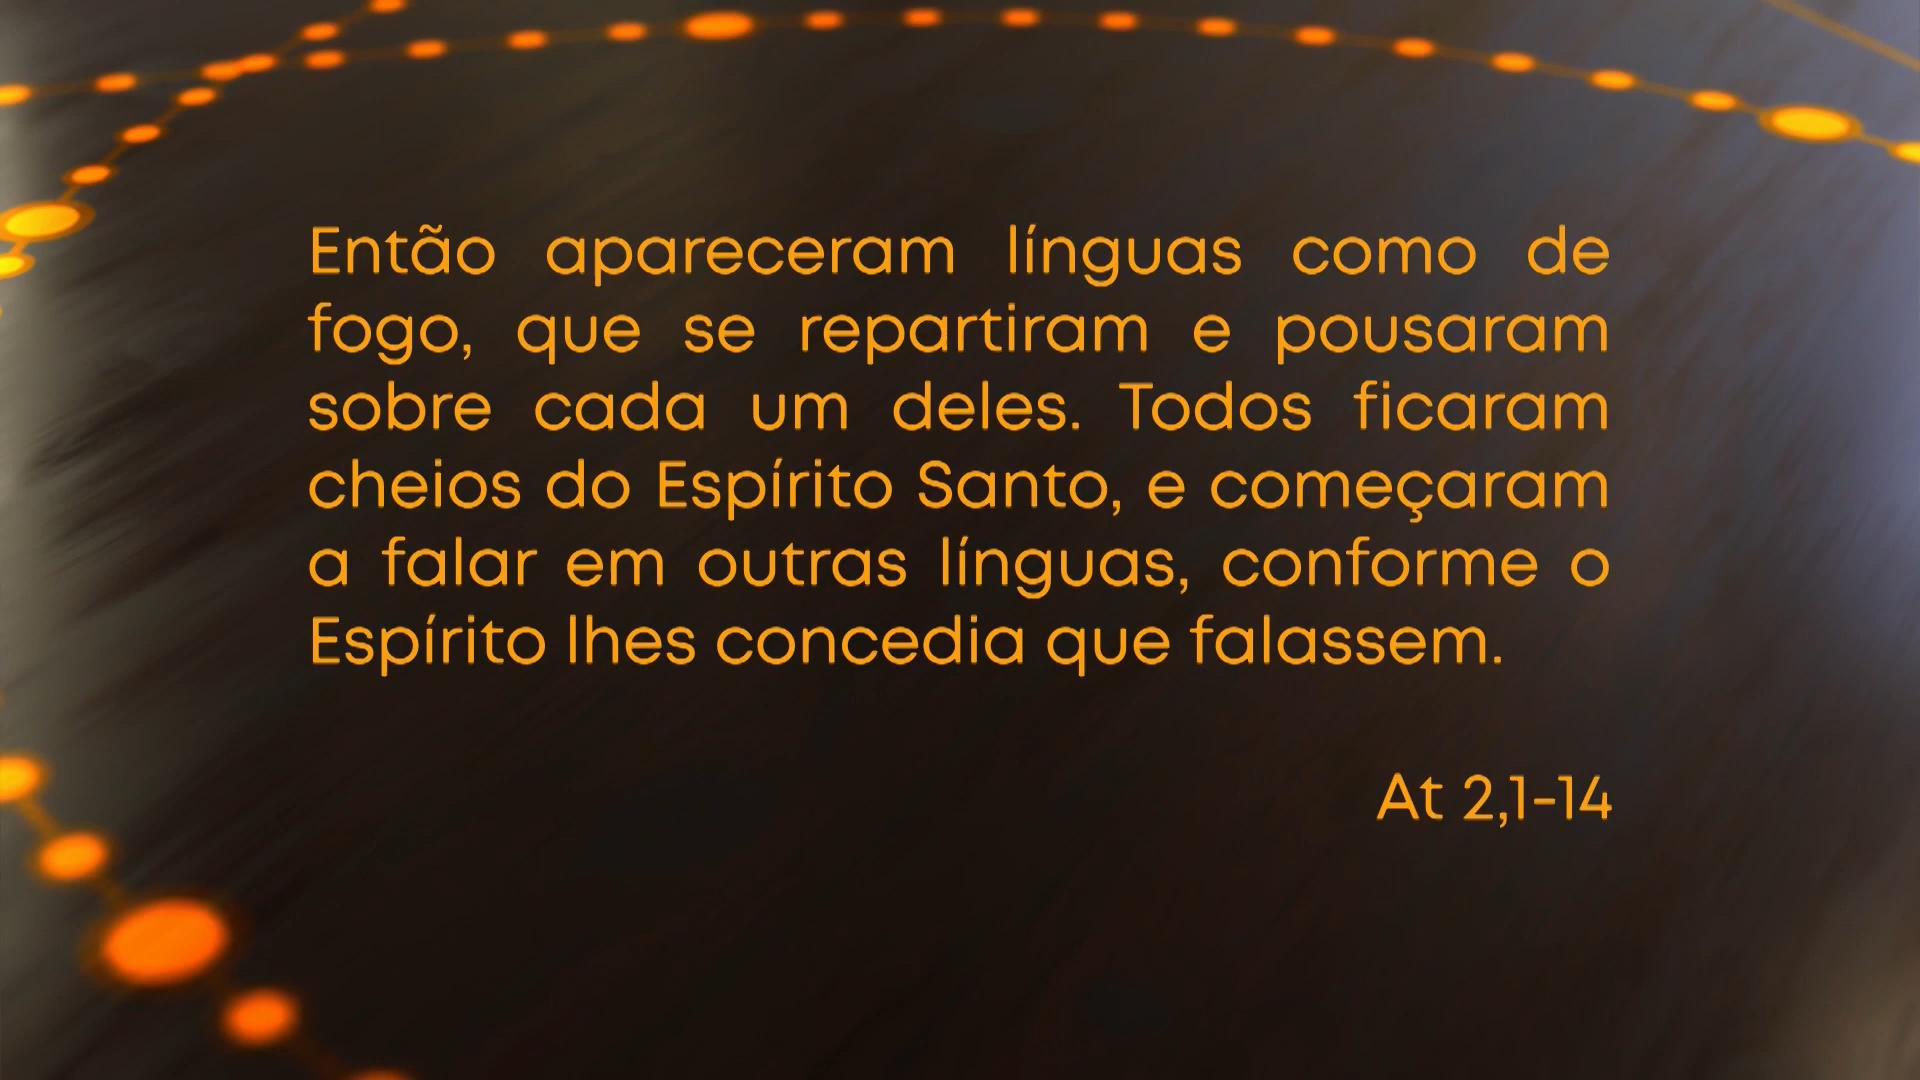 Então apareceram línguas como de
fogo, que se repartiram e pousaram
sobre cada um deles. Todos ficaram
cheios do Espírito Santo, e começaram
a falar em outras línguas, conforme o
Espírito lhes concedia que falassem.
At 2,1-14